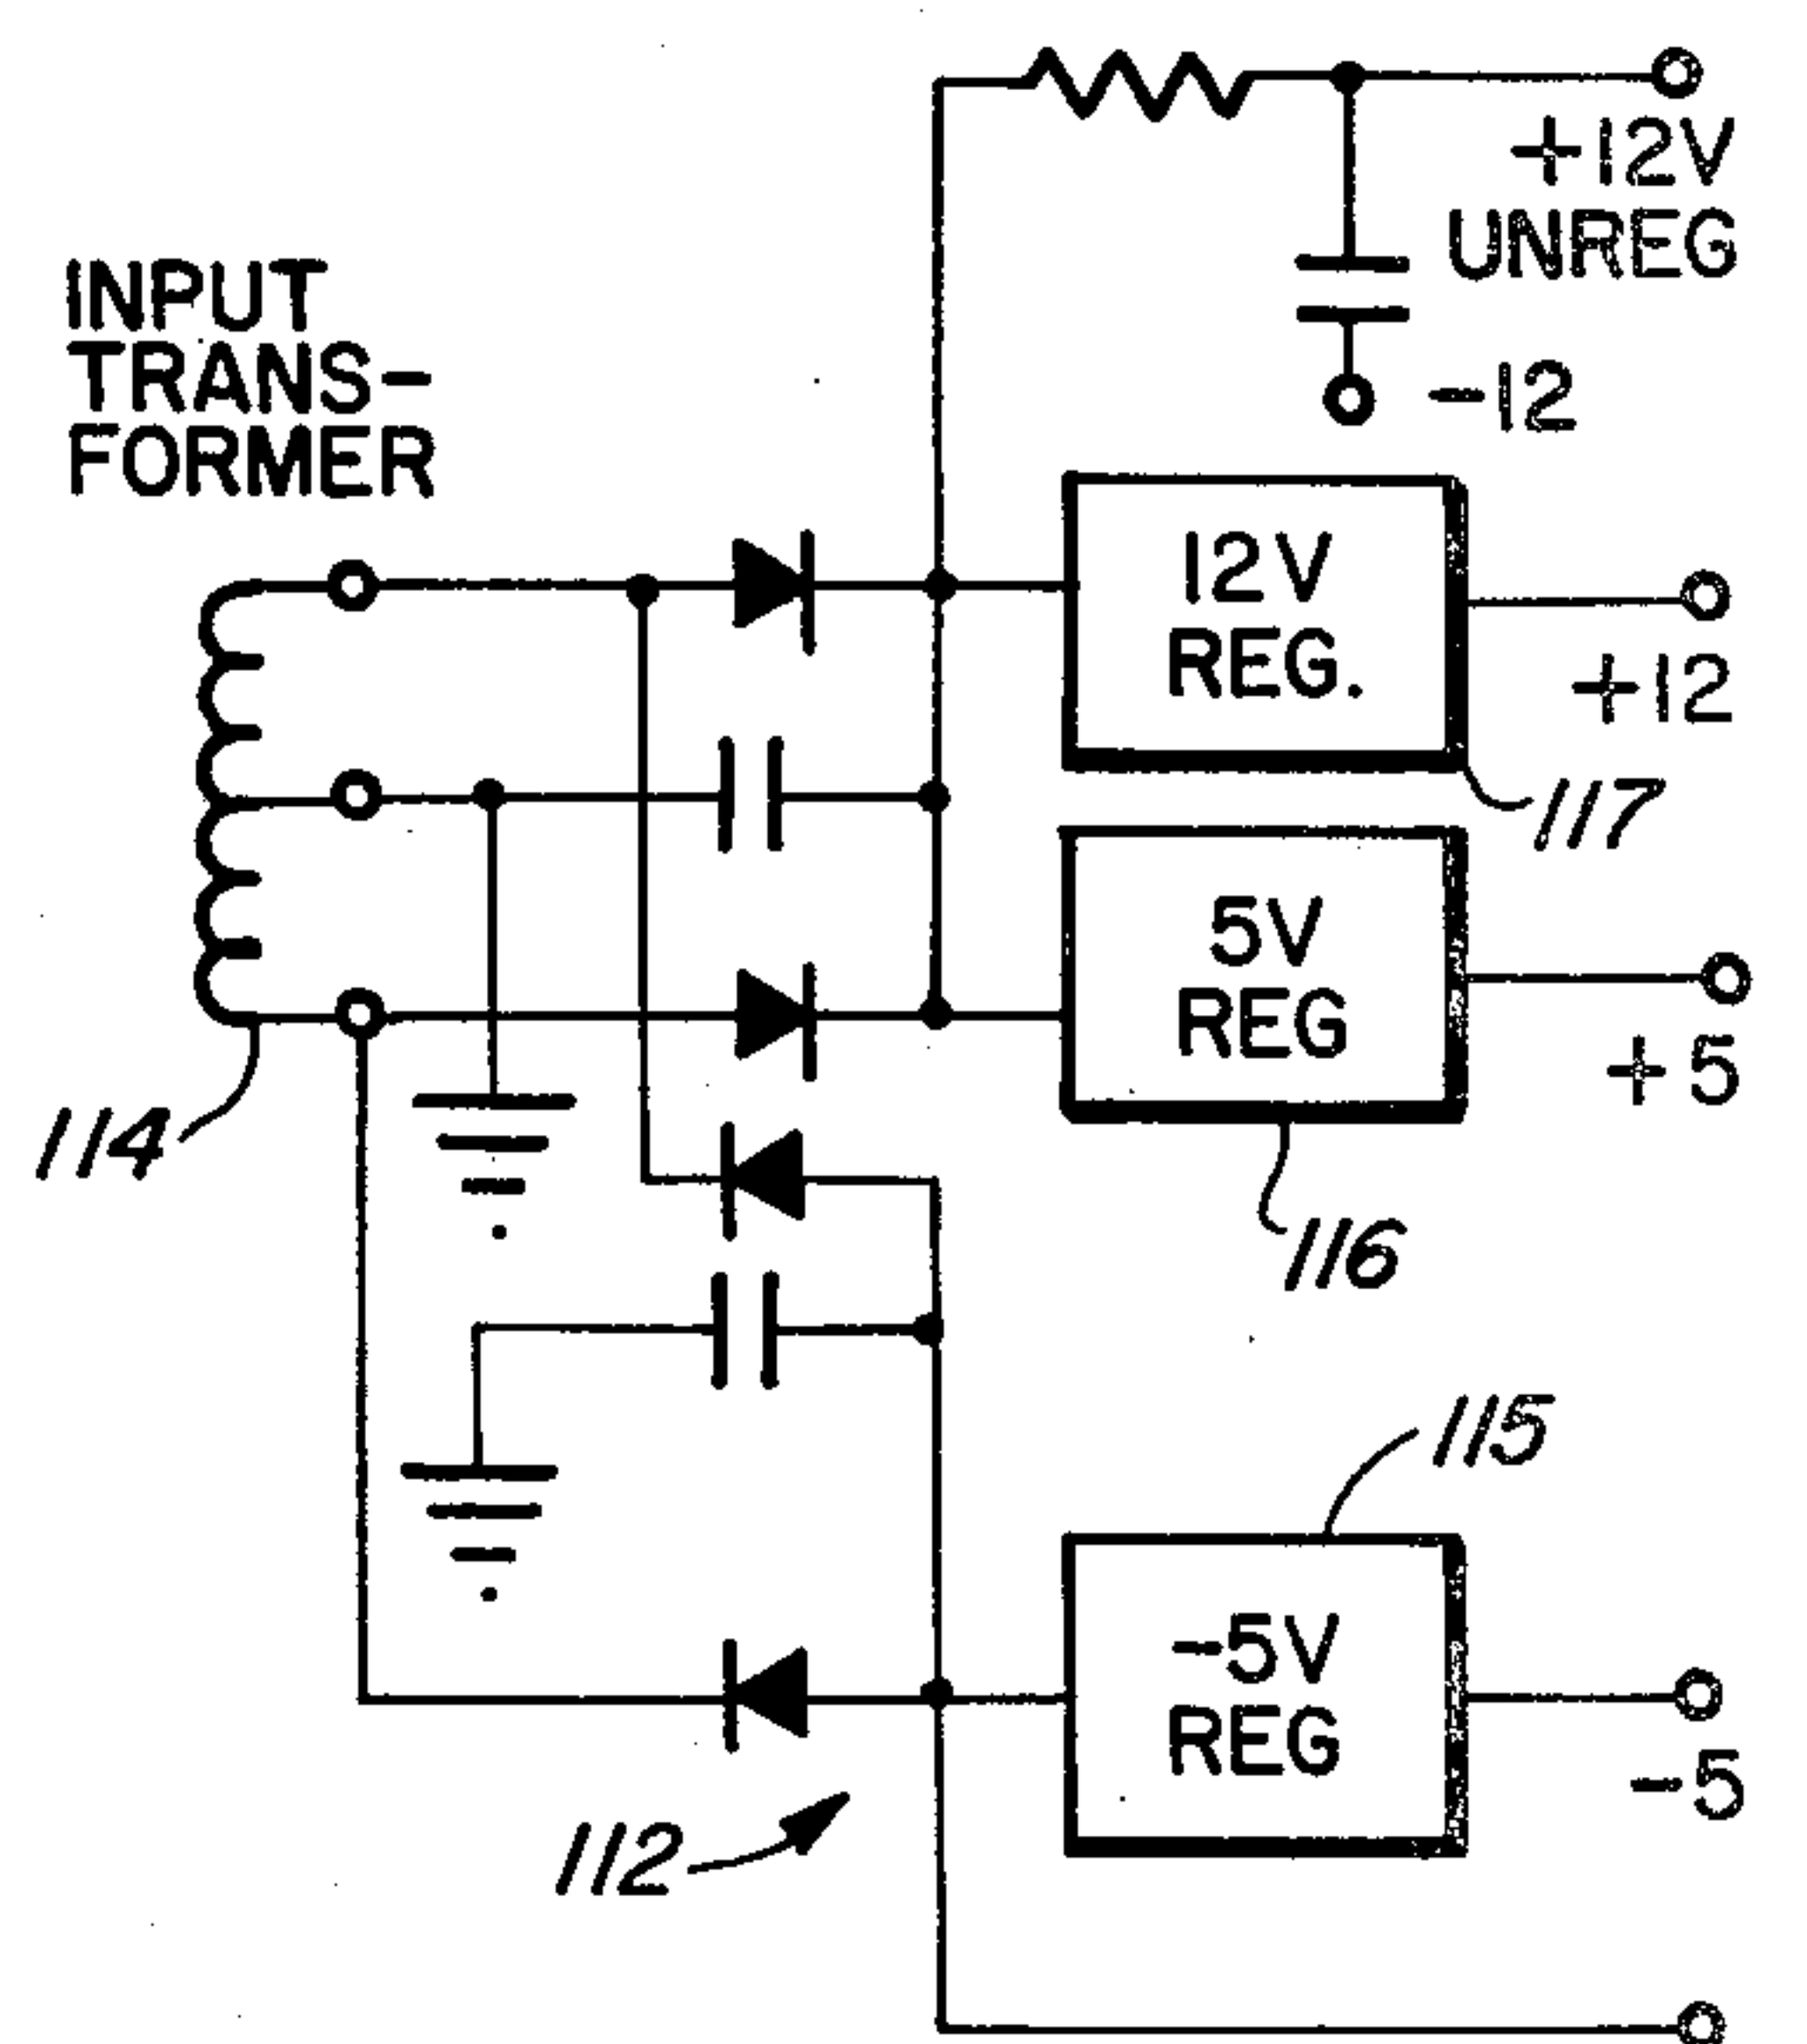 +12V
UNREG
-12
INPUT
TRANS-
FORMER
12V
REG.
+12
117
5V
REG
+5
114
116
115
-5V
REG
-5
112